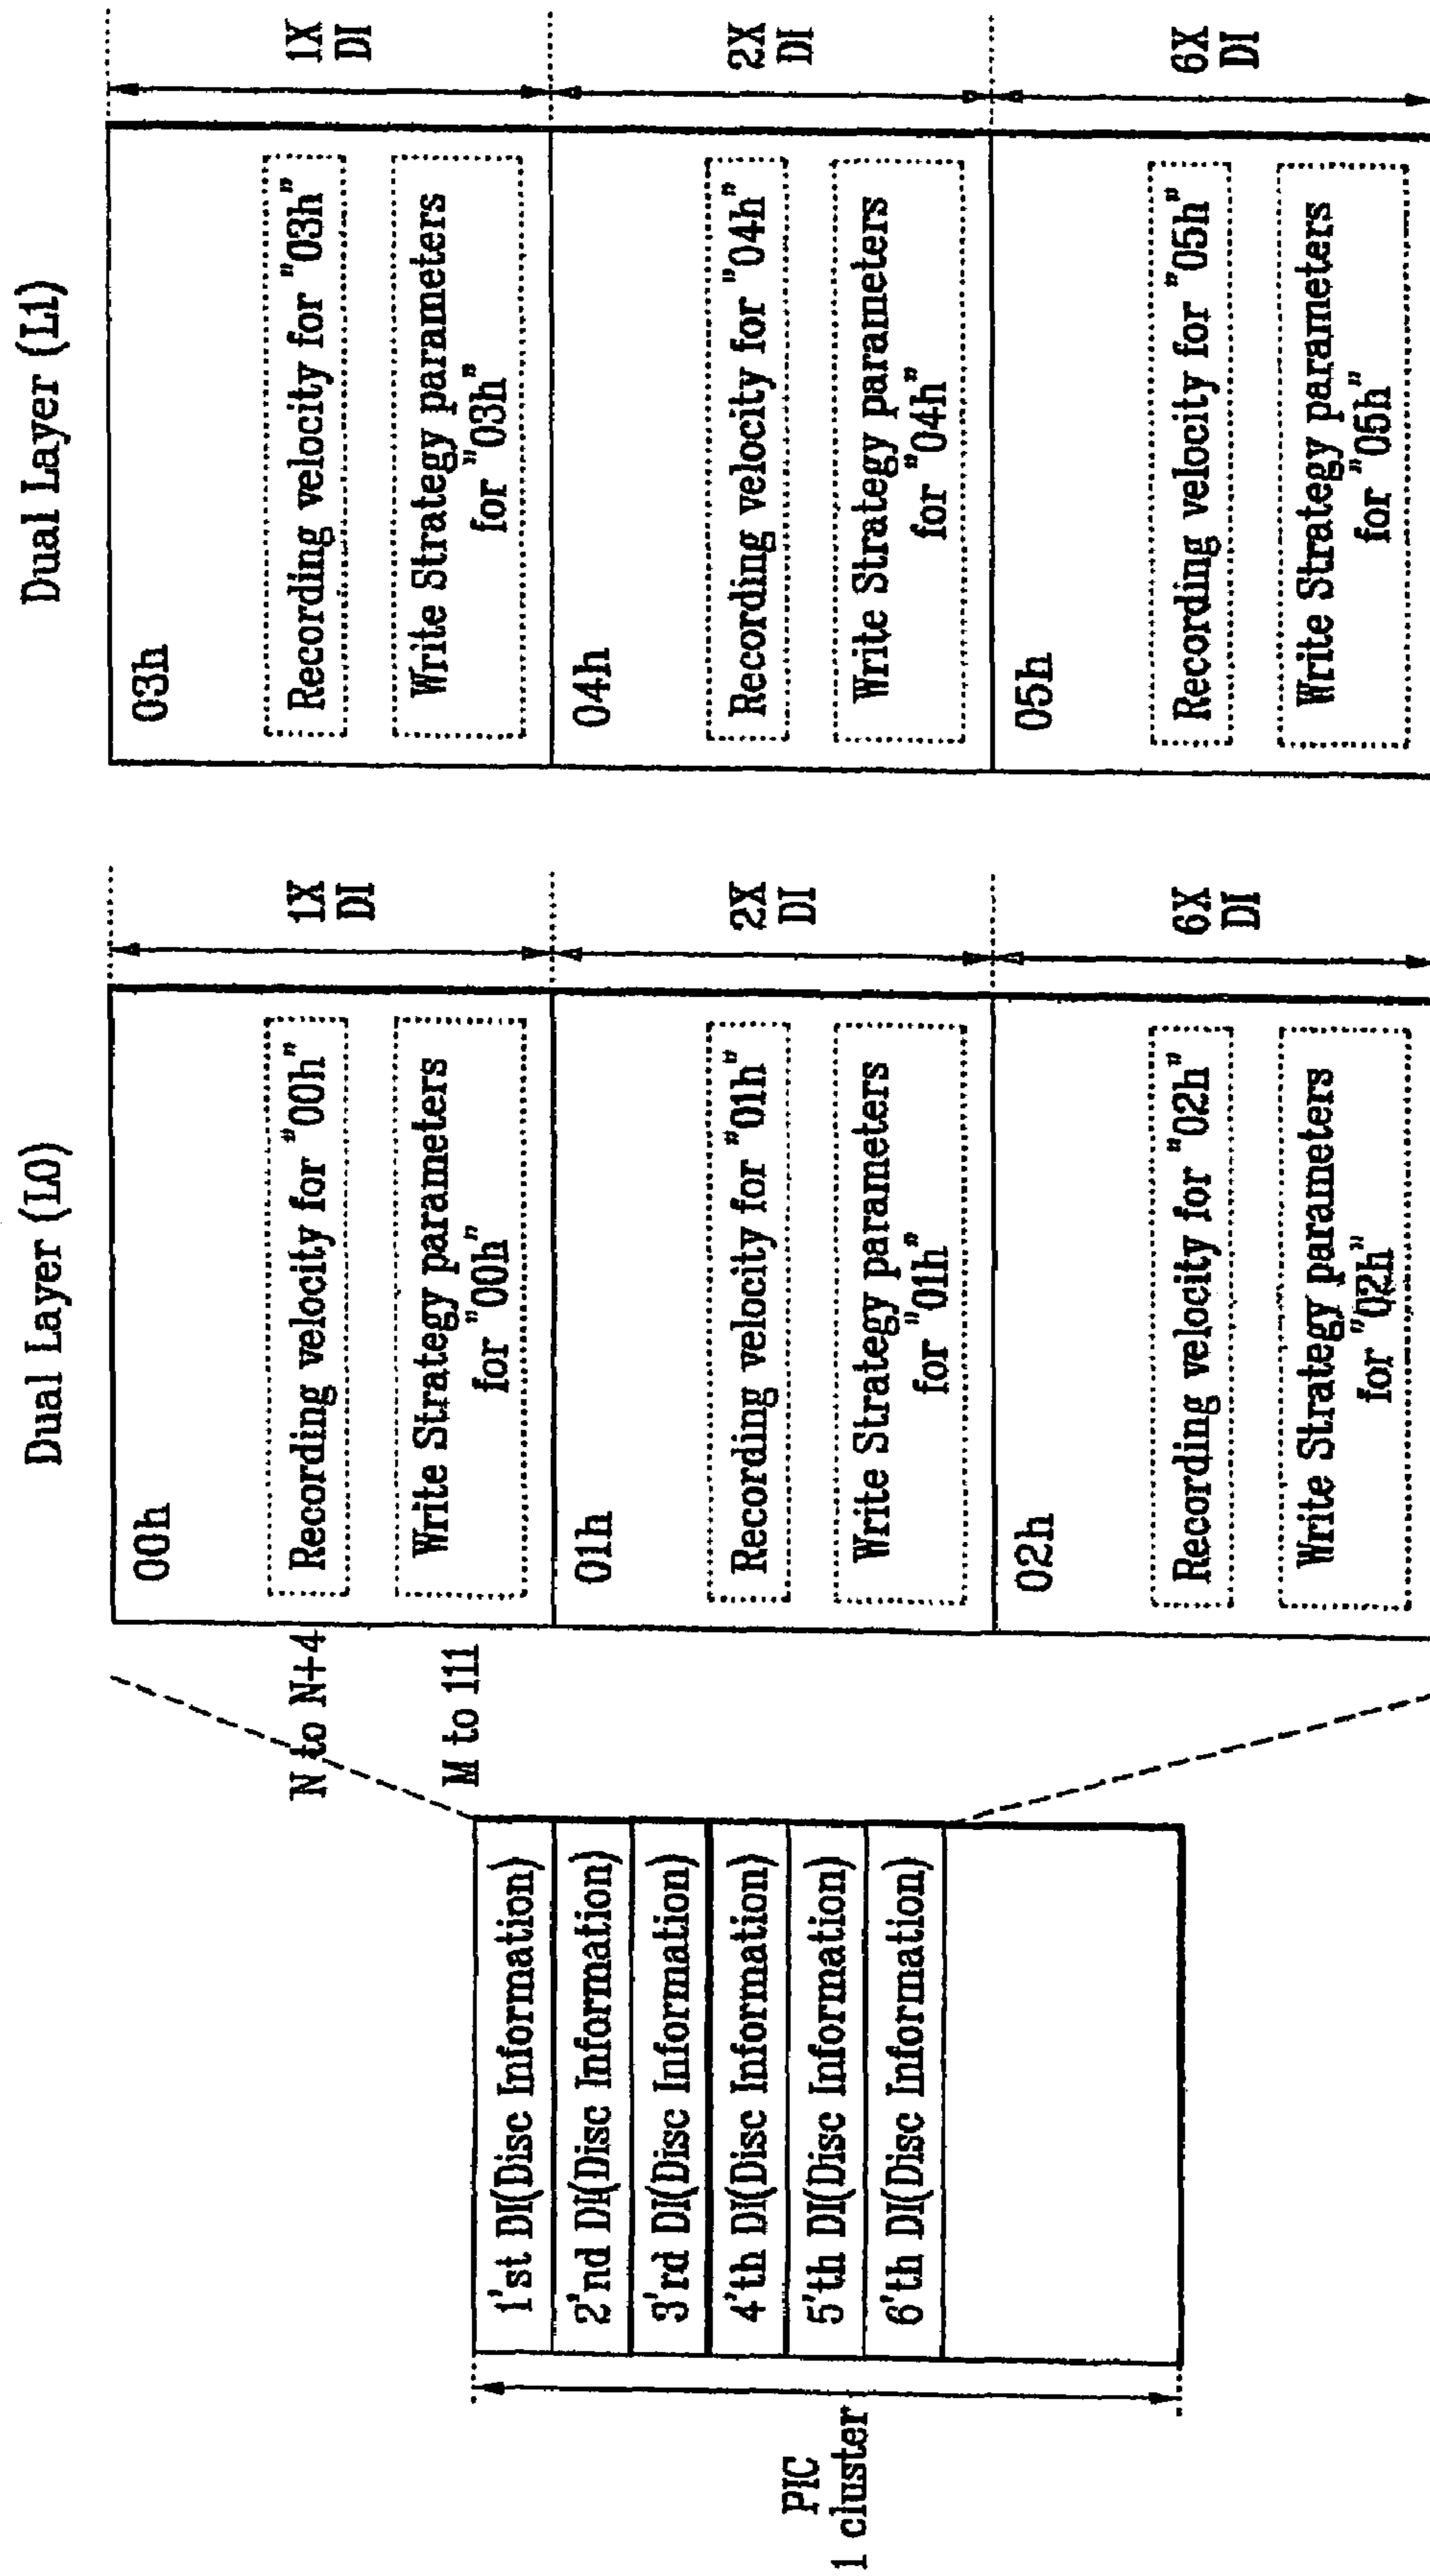 PIC
1 cluster
1'st DI(Disc Information)
2'nd DI(Disc Information)
3'rd DI(Disc Information)
4'th DI(Disc Information)
5'th DI(Disc Information)
6'th DI(Disc Information)
N to N+4
M to 111
Dual Layer (L0)
00h
Recording velocity for "00h"
Write Strategy parameters
for "00h"
1X
DI
01h
Recording velocity for "01h"
Write Strategy parameters
for "01h"
2X
DI
02h
Recording velocity for "02h"
Write Strategy parameters
for "02h"
6X
DI
Dual Layer (L1)
03h
Recording velocity for "03h"
Write Strategy parameters
for "03h"
1X
DI
04h
Recording velocity for "04h"
Write Strategy parameters
for "04h"
2X
DI
05h
Recording velocity for "05h"
Write Strategy parameters
for "05h"
6X
DI